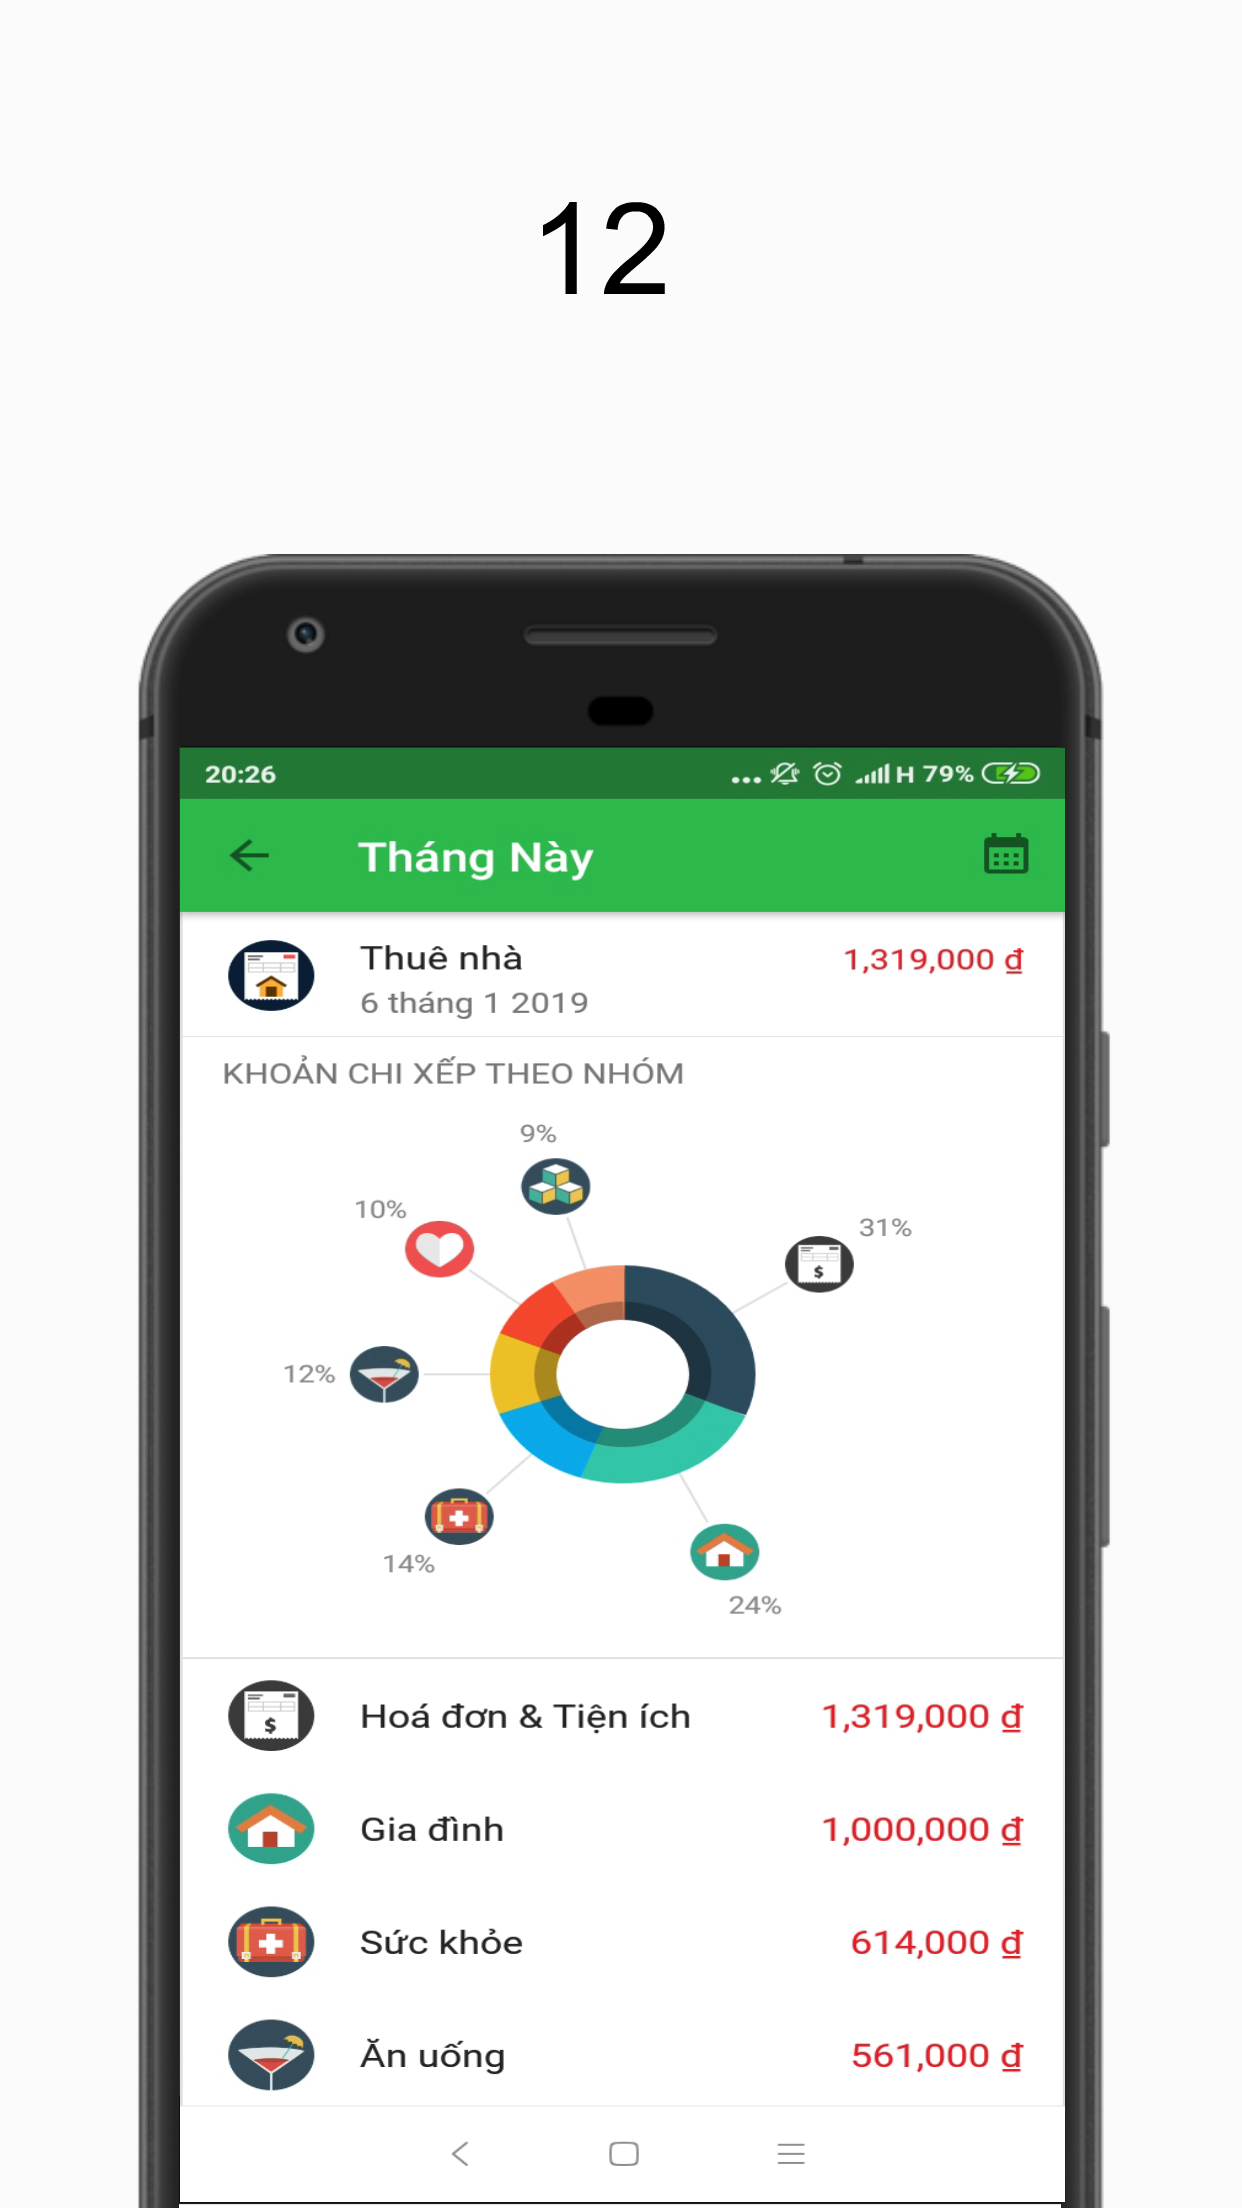 12
20:26
H 79%
Tháng Này
Thuê nhà
1,319,000 ₫
6 tháng 1 2019
KHOẢN CHI XẾP THEO NHÓM
9%
10%
31%
12%
14%
24%
Hoá đơn & Tiện ích
1,319,000 ₫
Gia đình
1,000,000 ₫
Sức khỏe
614,000 ₫
Ăn uống
561,000 ₫